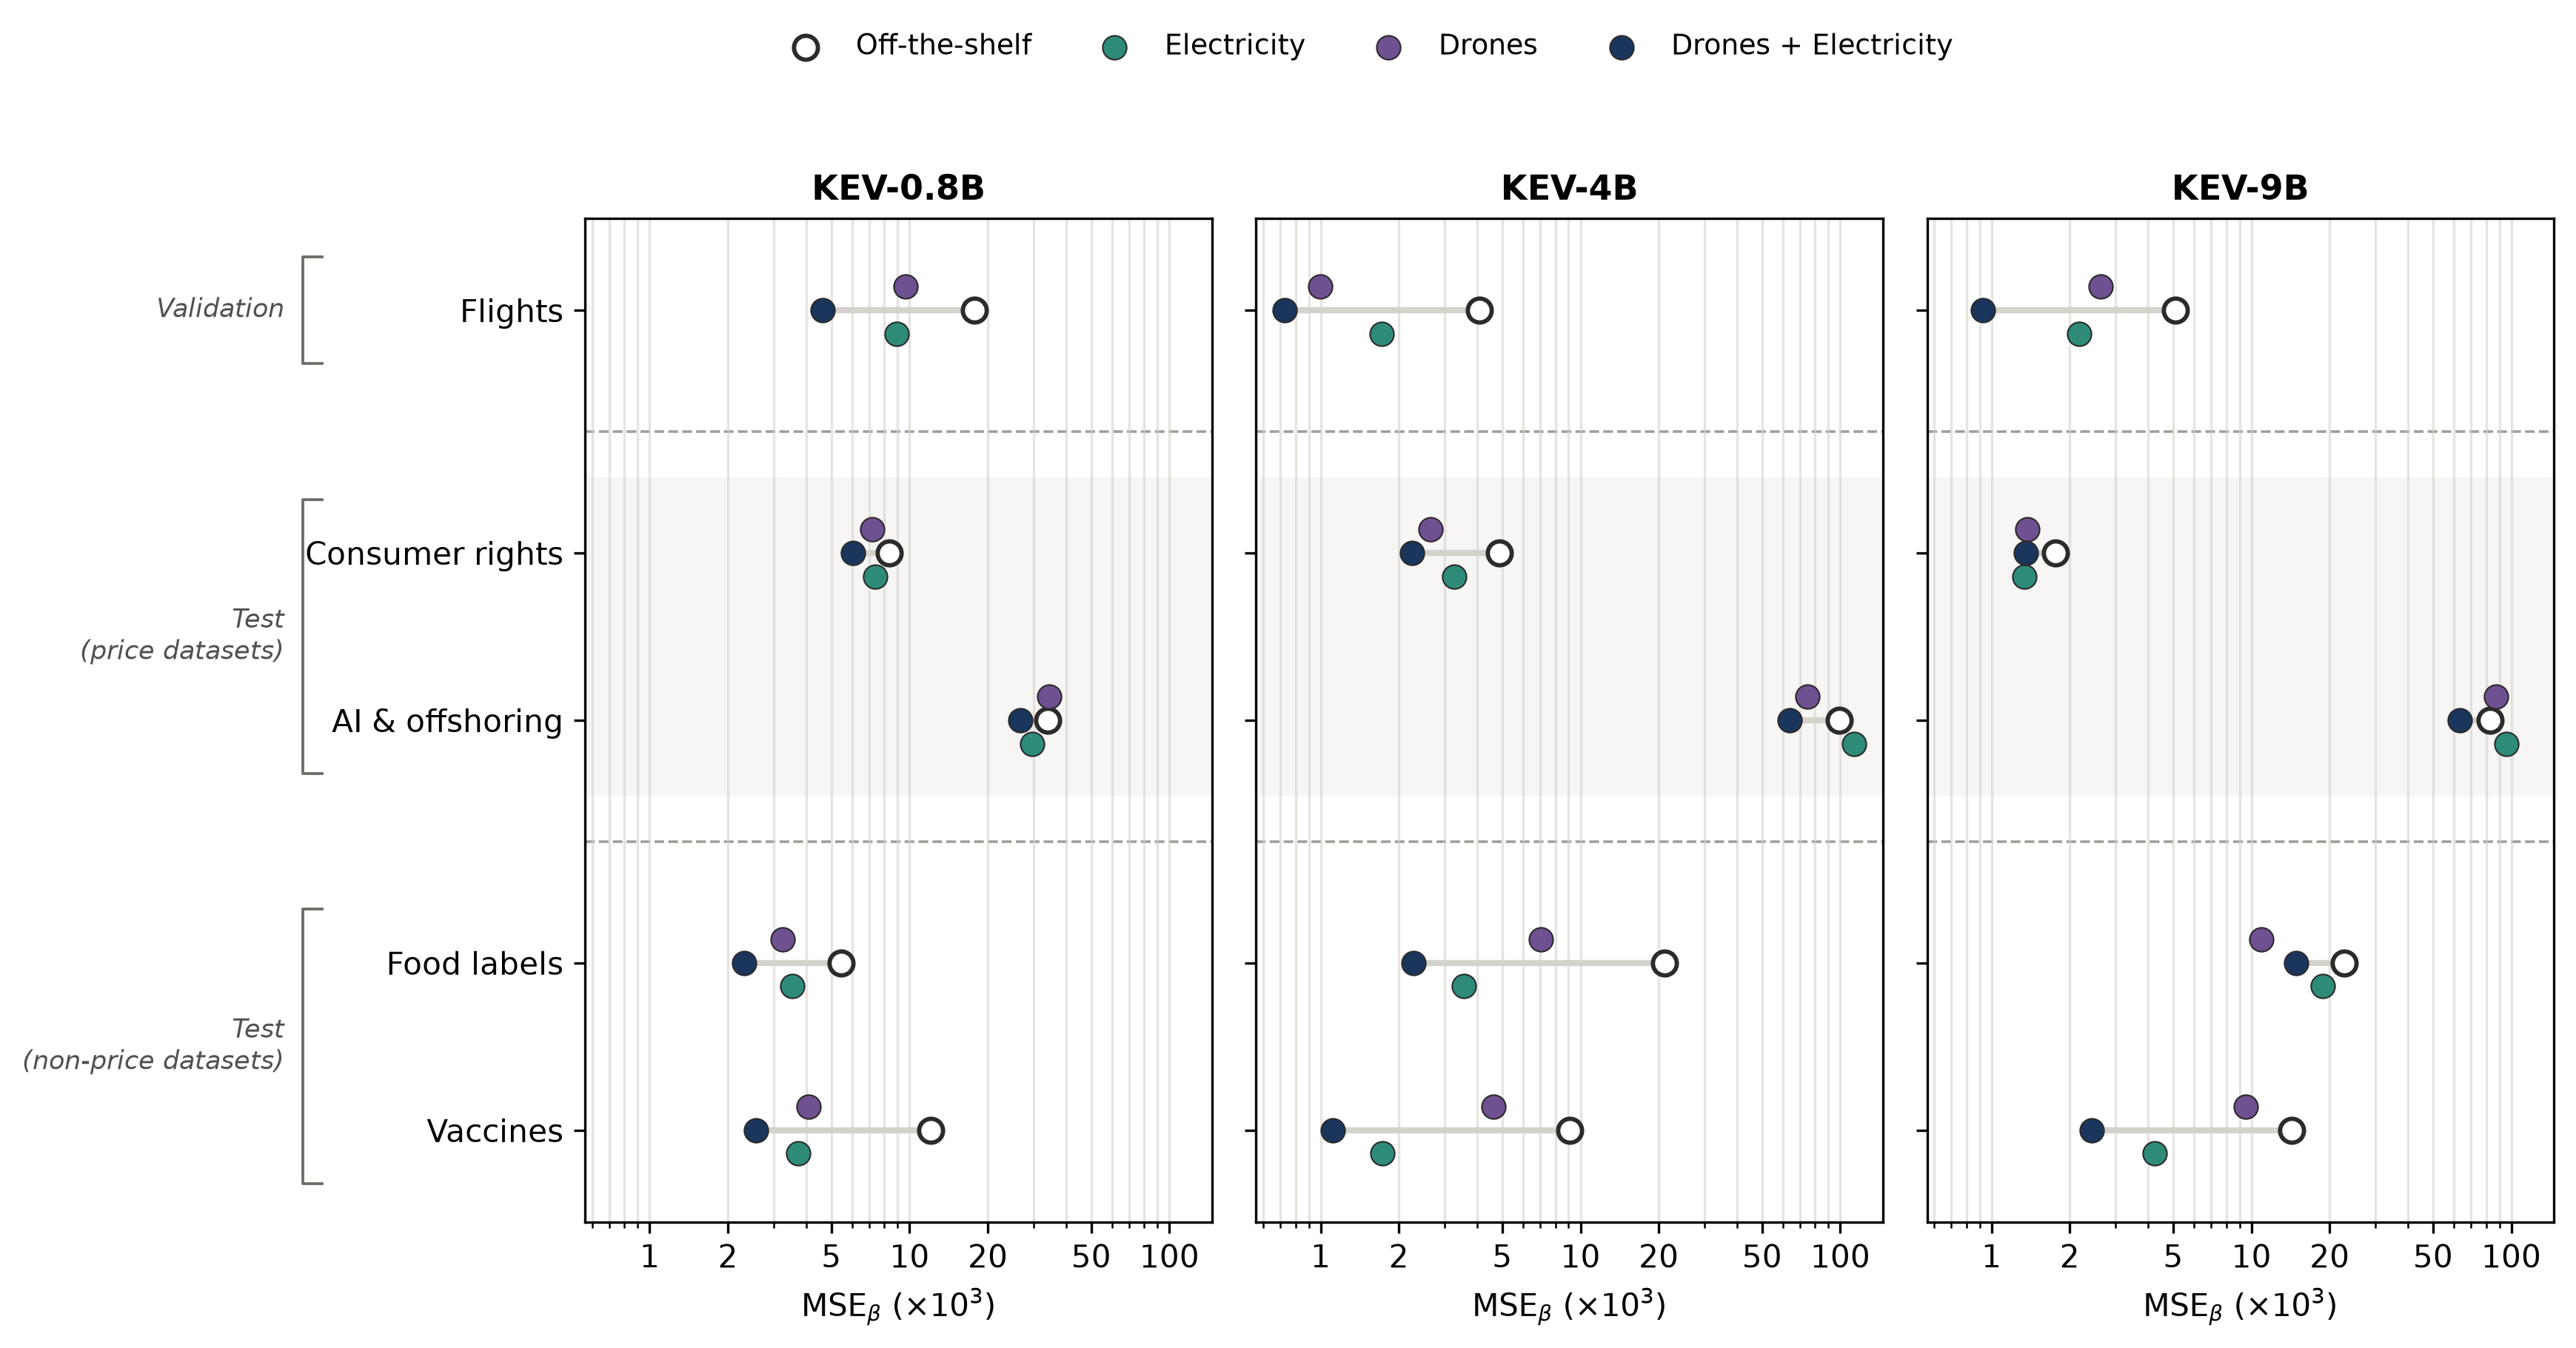 Off-the-shelf
Electricity
Drones
Drones + Electricity
KEV-0.8B
KEV-4B
KEV-9B
Validation
Flights
Consumer rights
Test
(price datasets)
AI & offshoring
Food labels
Test
(non-price datasets)
Vaccines
1 2 5 10 20 50 100
1 2 5 10 20 50 100
1 2 5 10 20 50 100
MSEβ (×10³)
MSEβ (×10³)
MSEβ (×10³)